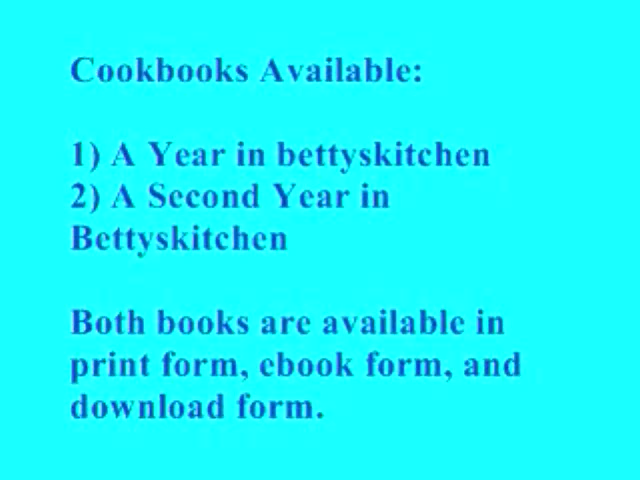 Cookbooks Available:
1) A Year in bettyskitchen
2) A Second Year in
Bettyskitchen
Both books are available in
print form, ebook form, and
download form.